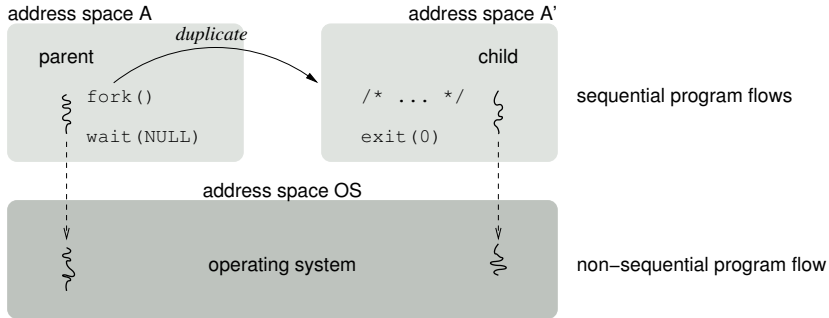 address space A
address space A'
duplicate
parent
child
fork()
/* ... */
sequential program flows
wait(NULL)
exit(0)
address space OS
operating system
non−sequential program flow